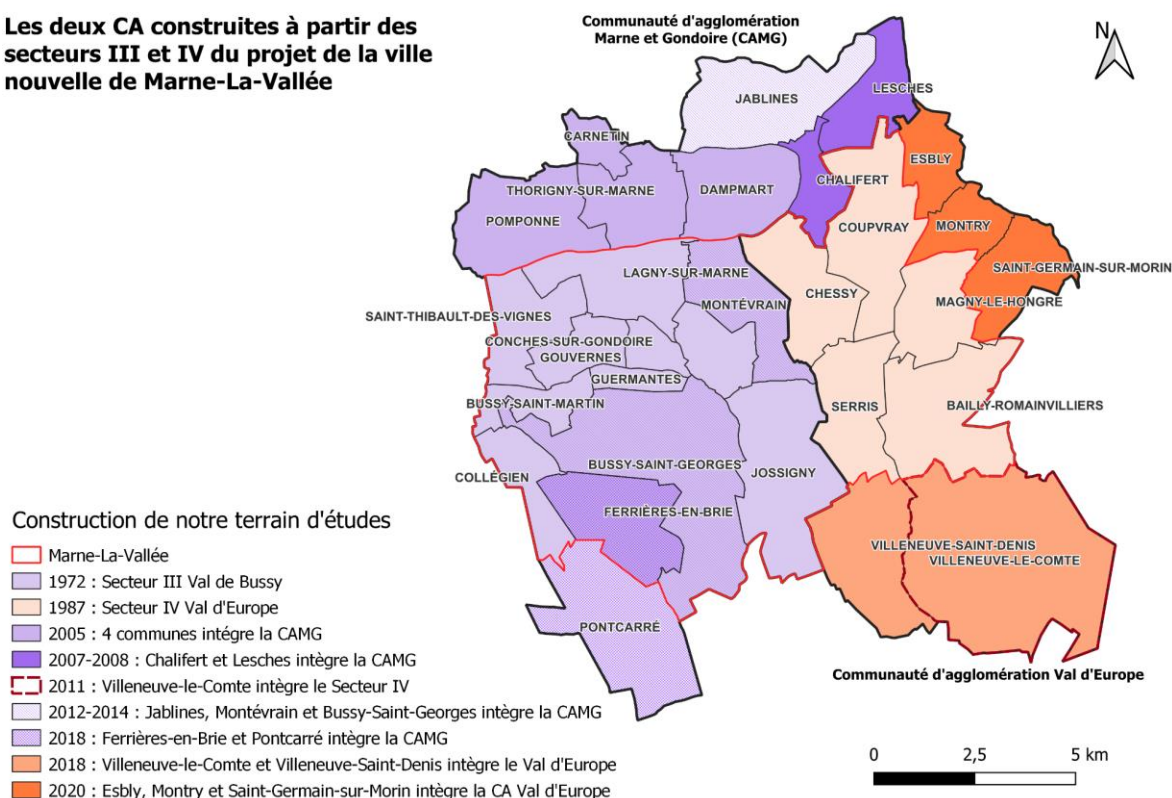 Les deux CA construites à partir des
secteurs III et IV du projet de la ville
nouvelle de Marne-La-Vallée
Communauté d'agglomération
Marne et Gondoire (CAMG)
N
LESCHES
JABLINES
CARNETIN
ESBLY
THORIGNY-SUR-MARNE
DAMPMART
CHALIFERT
POMPONNE
COUPVRAY
MONTRY
LAGNY-SUR-MARNE
SAINT-GERMAIN-SUR-MORIN
CHESSY
MONTÉVRAIN
MAGNY-LE-HONGRE
SAINT-THIBAULT-DES-VIGNES
CONCHES-SUR-GONDOIRE
GOUVERNES
GUERMANTES
BUSSY-SAINT-MARTIN
SERRIS
BAILLY-ROMAINVILLIERS
BUSSY-SAINT-GEORGES
JOSSIGNY
COLLÉGIEN
FERRIÈRES-EN-BRIE
VILLENEUVE-SAINT-DENIS
VILLENEUVE-LE-COMTE
PONTCARRÉ
Communauté d'agglomération Val d'Europe
Construction de notre terrain d'études
Marne-La-Vallée
1972 : Secteur III Val de Bussy
1987 : Secteur IV Val d'Europe
2005 : 4 communes intégre la CAMG
2007-2008 : Chalifert et Lesches intègre la CAMG
2011 : Villeneuve-le-Comte intègre le Secteur IV
2012-2014 : Jablines, Montévrain et Bussy-Saint-Georges intègre la CAMG
2018 : Ferrières-en-Brie et Pontcarré intègre la CAMG
2018 : Villeneuve-le-Comte et Villeneuve-Saint-Denis intègre le Val d'Europe
2020 : Esbly, Montry et Saint-Germain-sur-Morin intègre la CA Val d'Europe
0 2,5 5 km